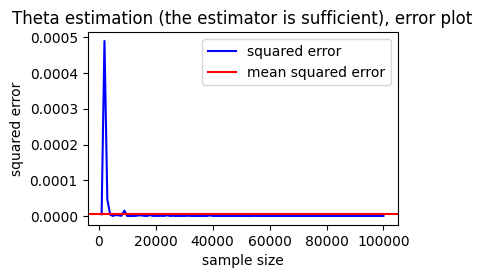 Theta estimation (the estimator is sufficient), error plot
squared error
mean squared error
0.0005
0.0004
0.0003
0.0002
0.0001
0.0000
squared error
0
20000
40000
60000
80000
100000
sample size